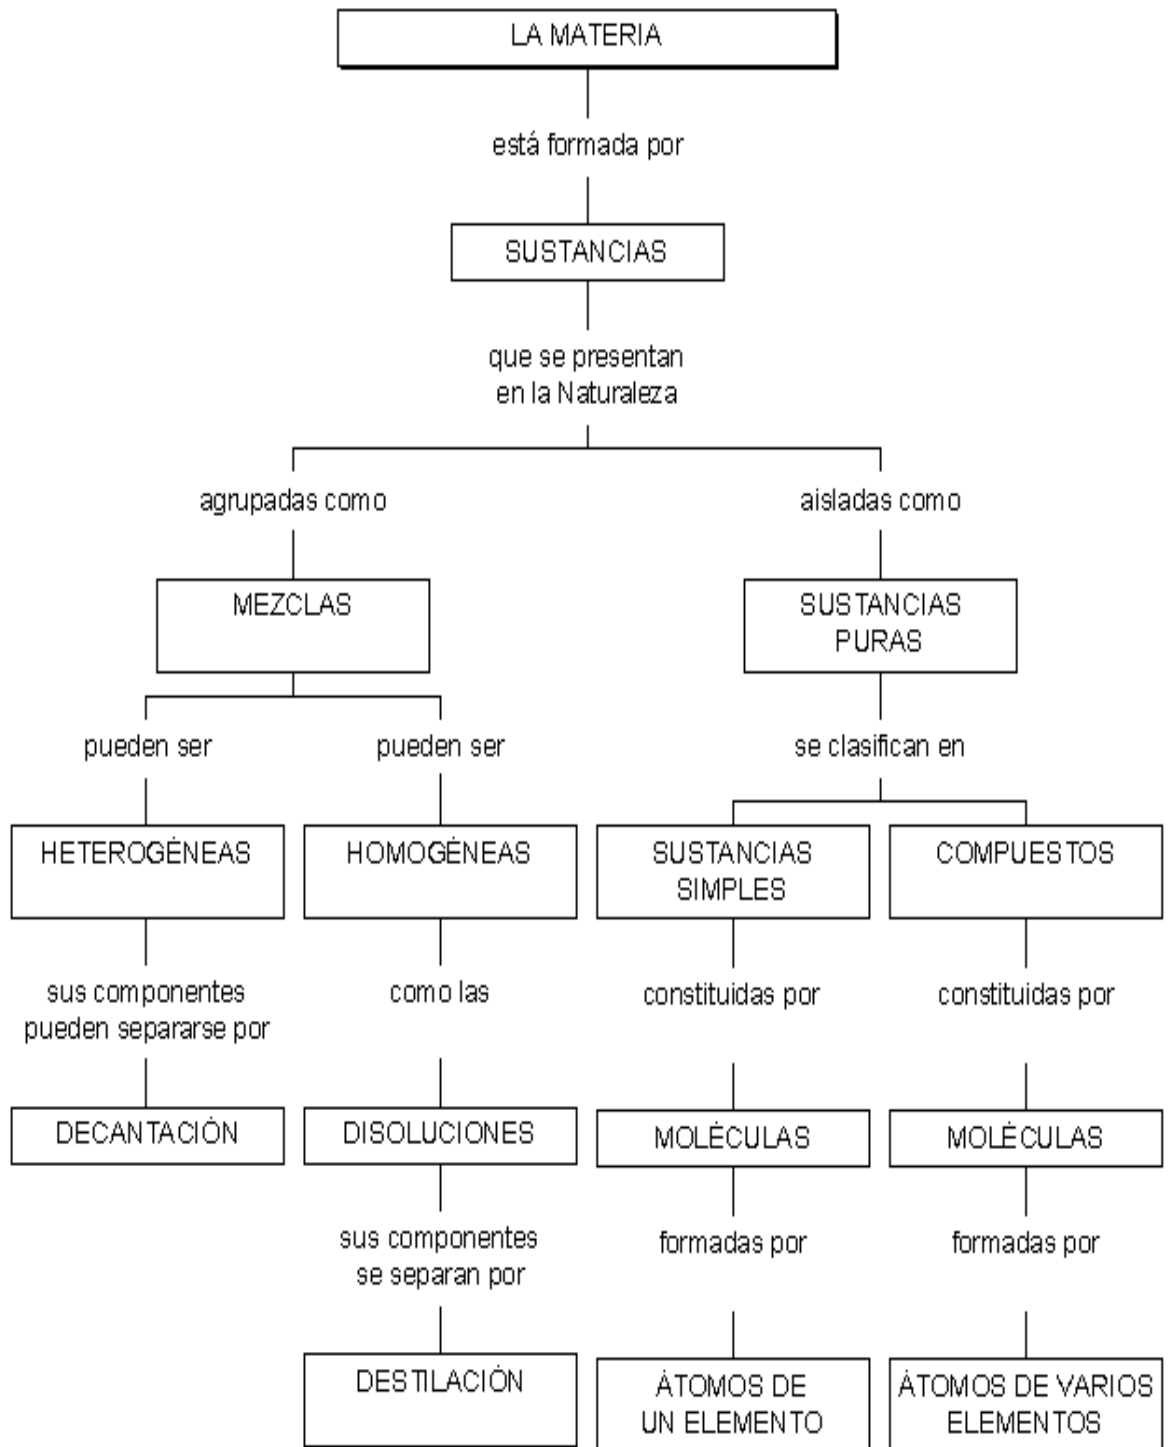 LA MATERIA
está formada por
SUSTANCIAS
que se presentan
en la Naturaleza
agrupadas como
aisladas como
MEZCLAS
SUSTANCIAS
PURAS
pueden ser
pueden ser
se clasifican en
HETEROGÉNEAS
HOMOGÉNEAS
SUSTANCIAS
SIMPLES
COMPUESTOS
sus componentes
pueden separarse por
como las
constituidas por
constituidas por
DECANTACIÓN
DISOLUCIONES
MOLÉCULAS
MOLÉCULAS
sus componentes
se separan por
formadas por
formadas por
DESTILACIÓN
ÁTOMOS DE
UN ELEMENTO
ÁTOMOS DE VARIOS
ELEMENTOS